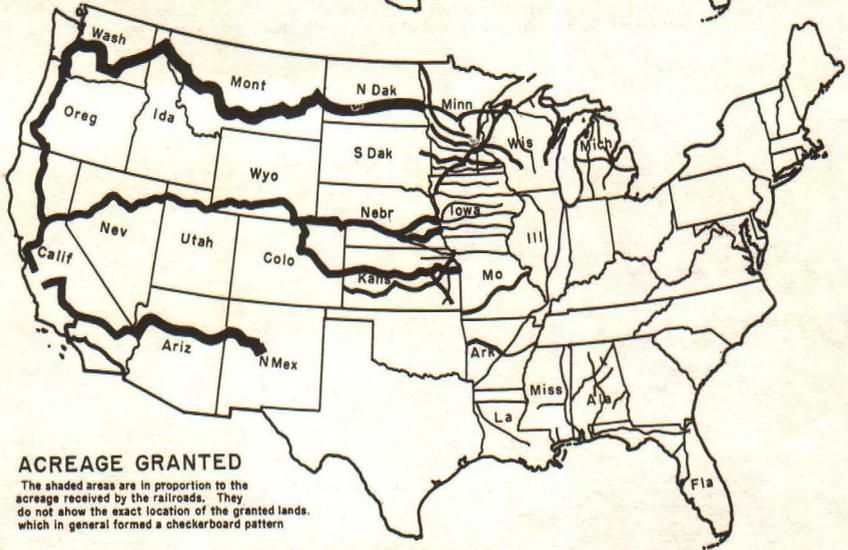 Wash
Mont
N Dak
Minn
Oreg
Ida
S Dak
Wis
Mich
Wyo
Nebr
Iowa
Nev
Utah
Colo
Ill
Calif
Kans
Mo
Ariz
N Mex
Ark
Miss
Ala
La
Fla
ACREAGE GRANTED
The shaded areas are in proportion to the
acreage received by the railroads. They
do not show the exact location of the granted lands.
which in general formed a checkerboard pattern